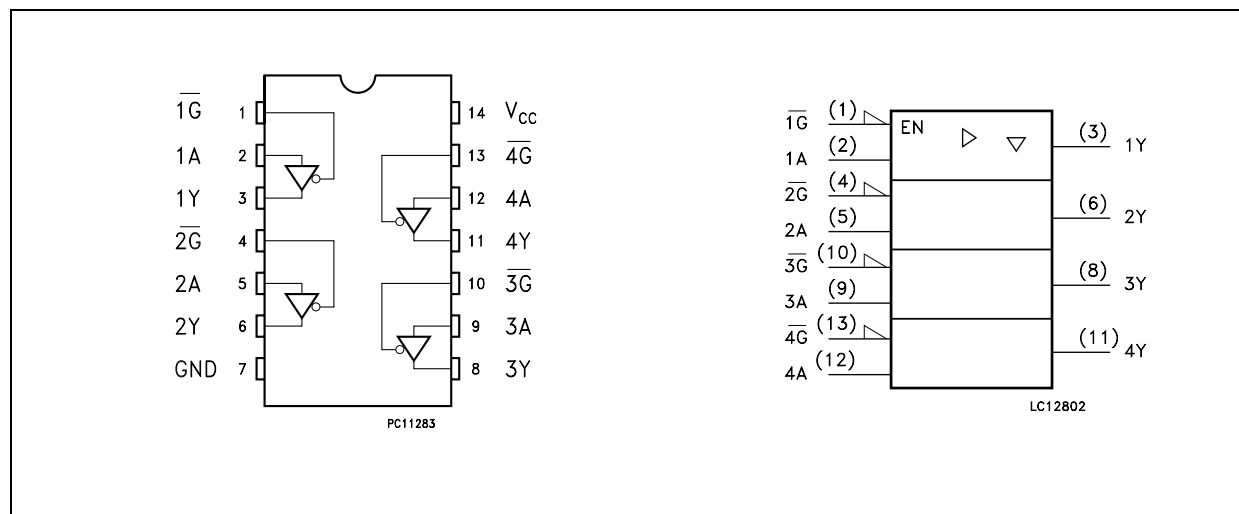 1G 1 14 VCC
1A 2 13 4G
1Y 3 12 4A
2G 4 11 4Y
2A 5 10 3G
2Y 6 9 3A
GND 7 8 3Y
PC11283
1G (1) EN (3) 1Y
1A (2)
2G (4) (6) 2Y
2A (5)
3G (10) (8) 3Y
3A (9)
4G (13) (11) 4Y
4A (12)
LC12802